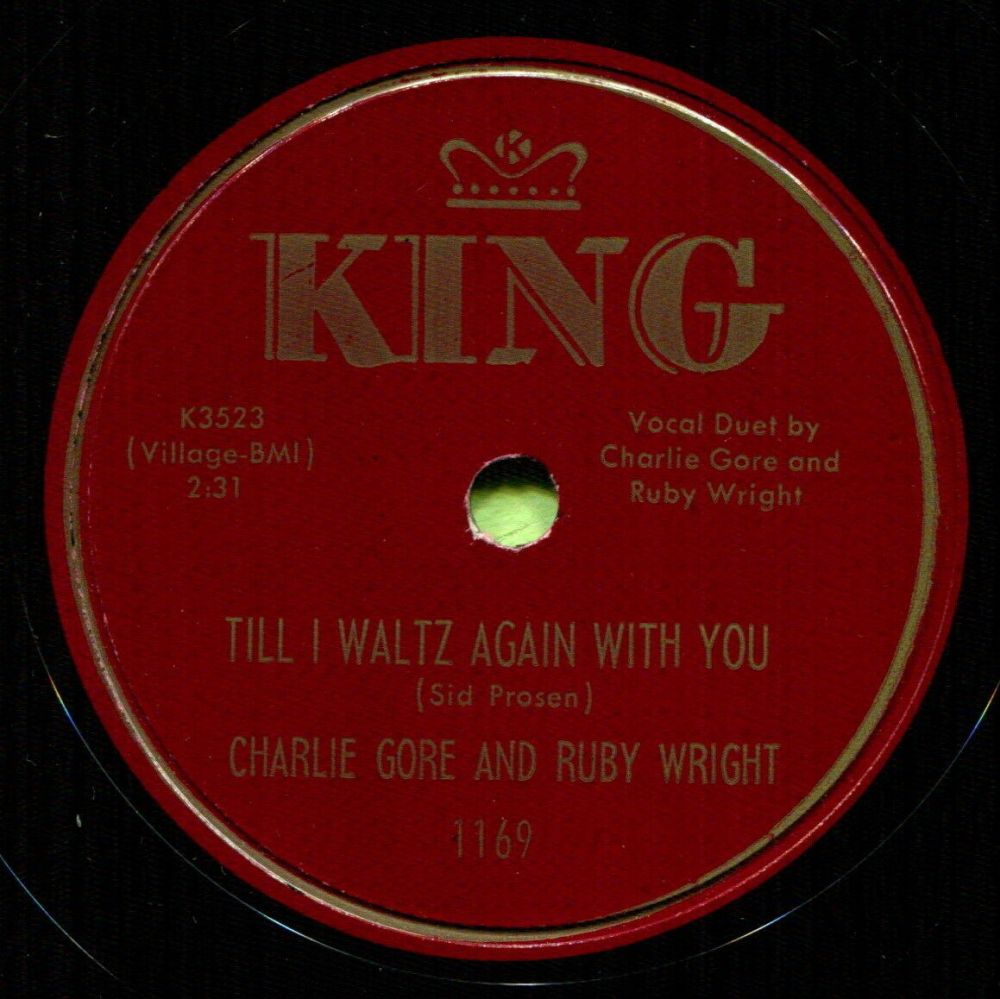 K
KING
K3523
(Village-BMI)
2:31
Vocal Duet by
Charlie Gore and
Ruby Wright
TILL I WALTZ AGAIN WITH YOU
(Sid Prosen)
CHARLIE GORE AND RUBY WRIGHT
1169